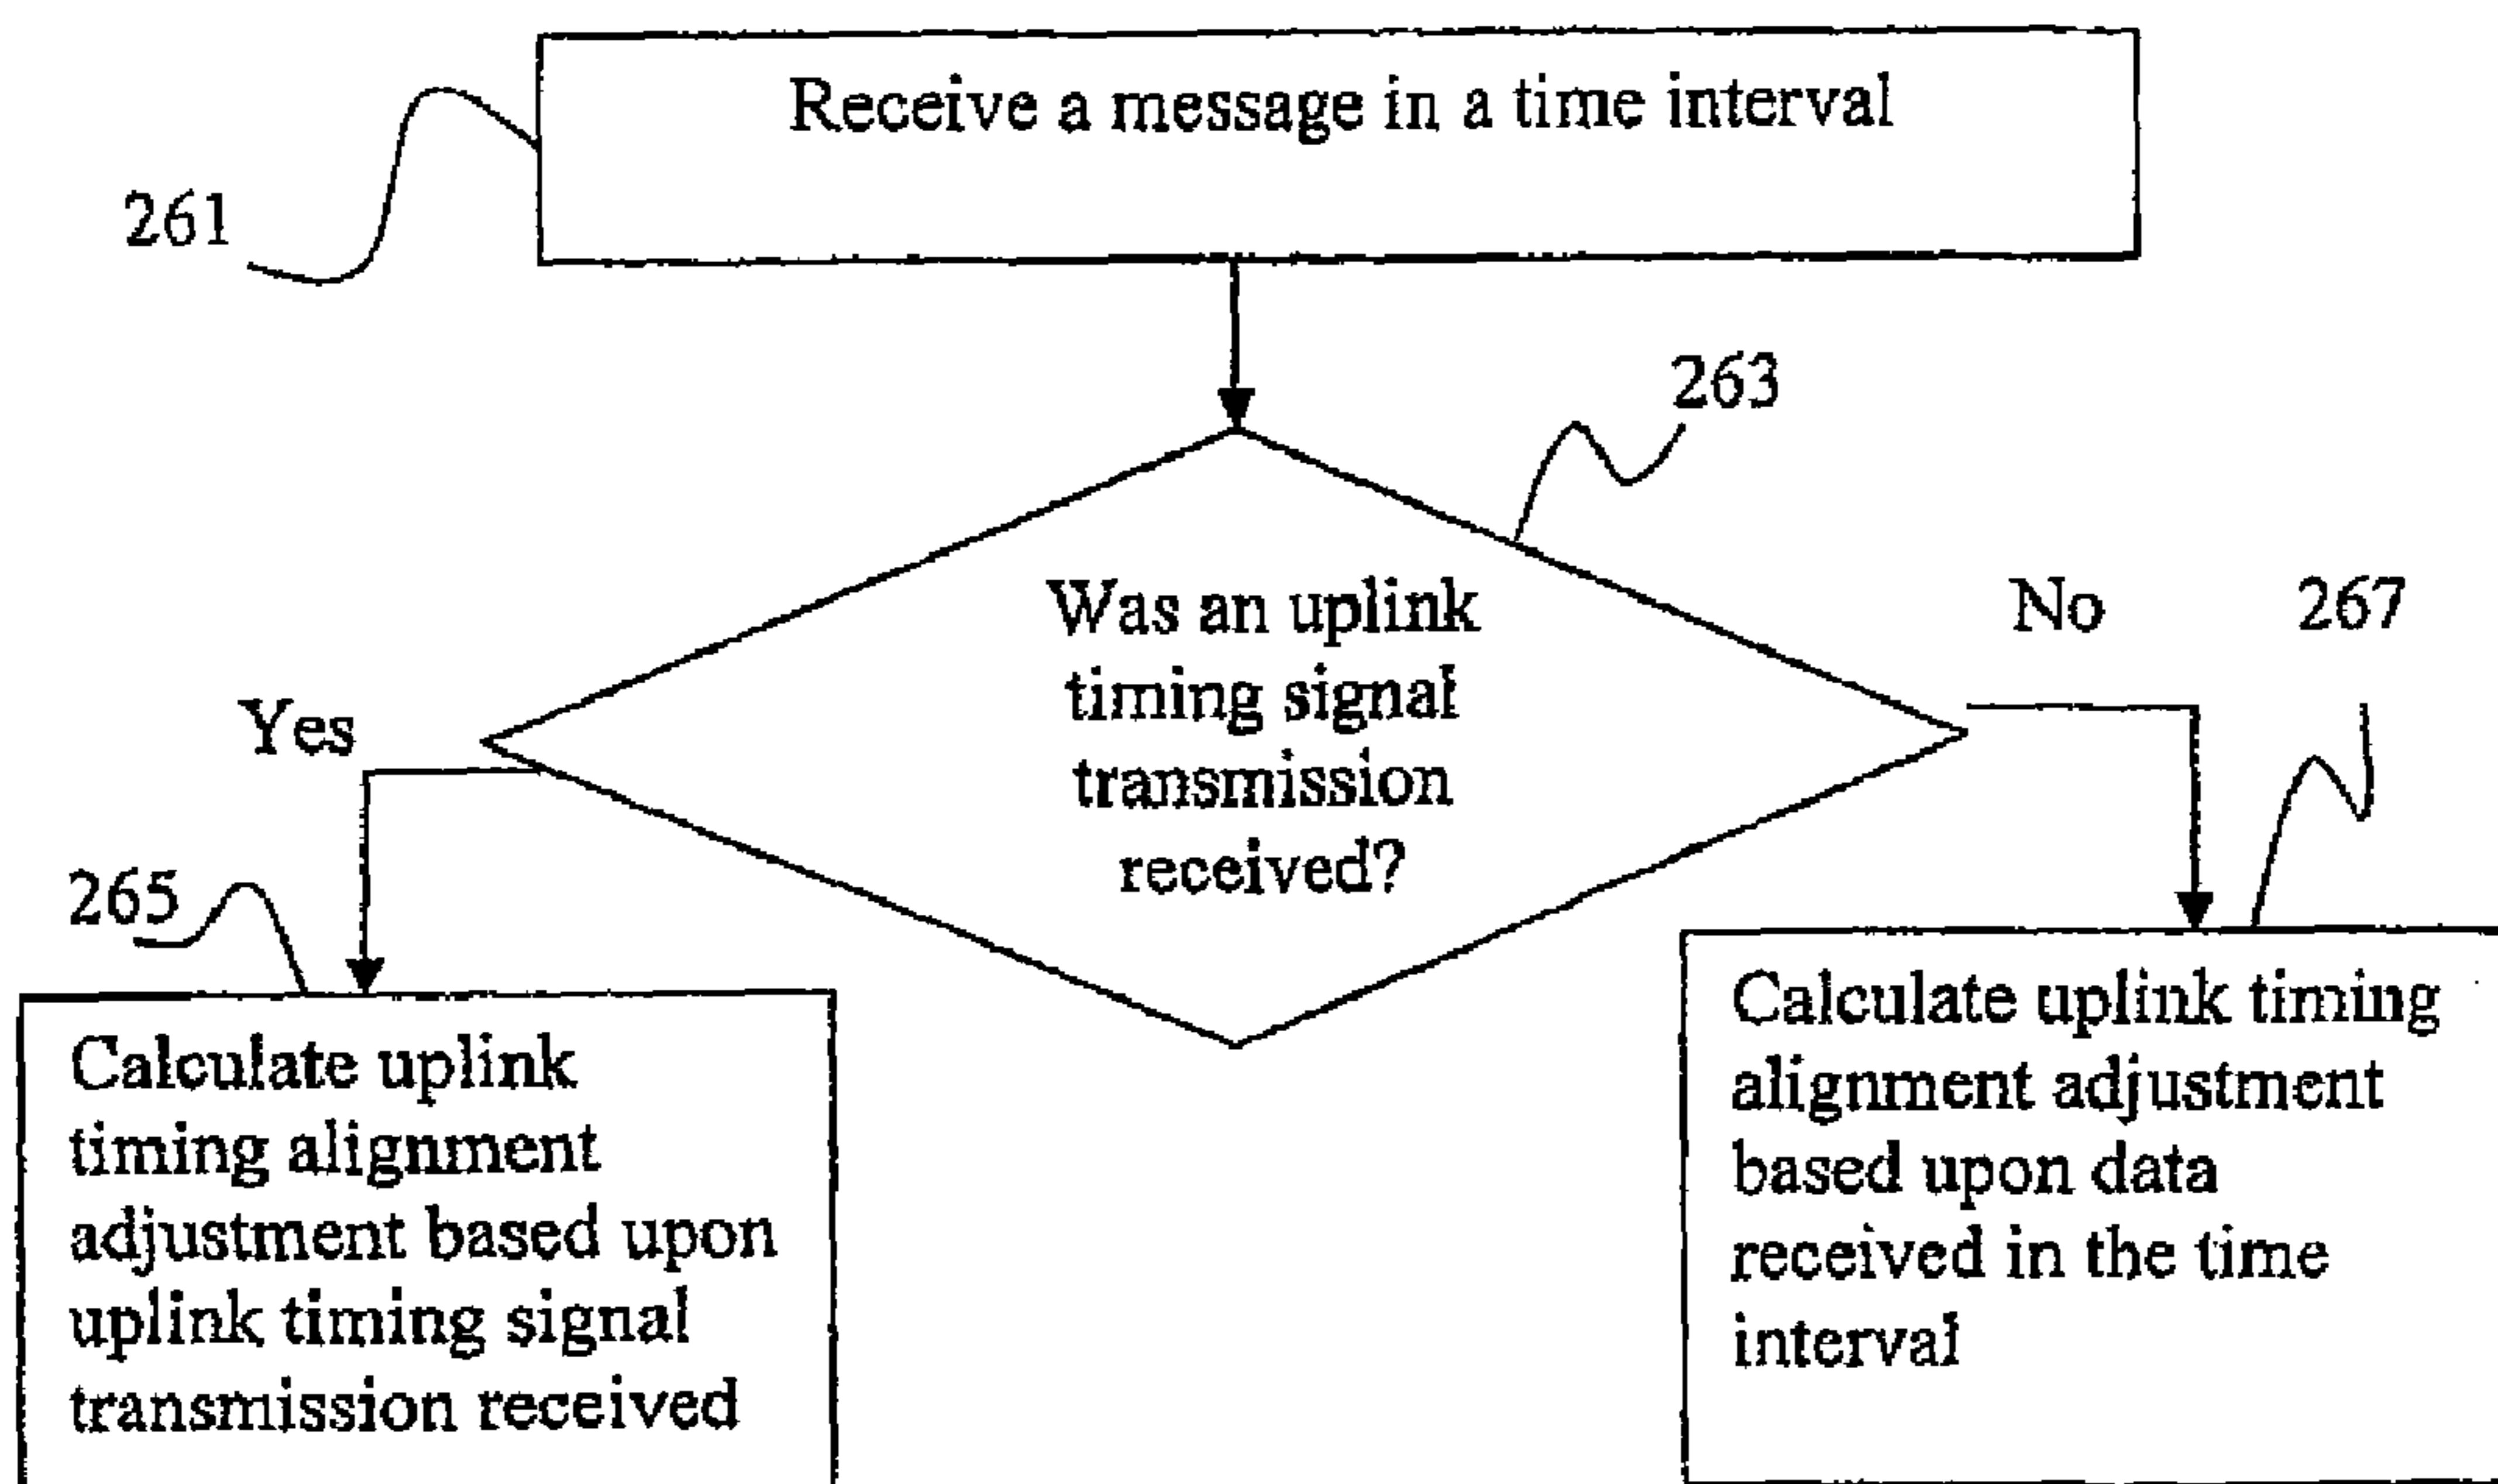 Receive a message in a time interval
261
263
Was an uplink
timing signal
transmission
received?
No
267
Yes
265
Calculate uplink
timing alignment
adjustment based upon
uplink timing signal
transmission received
Calculate uplink timing
alignment adjustment
based upon data
received in the time
interval